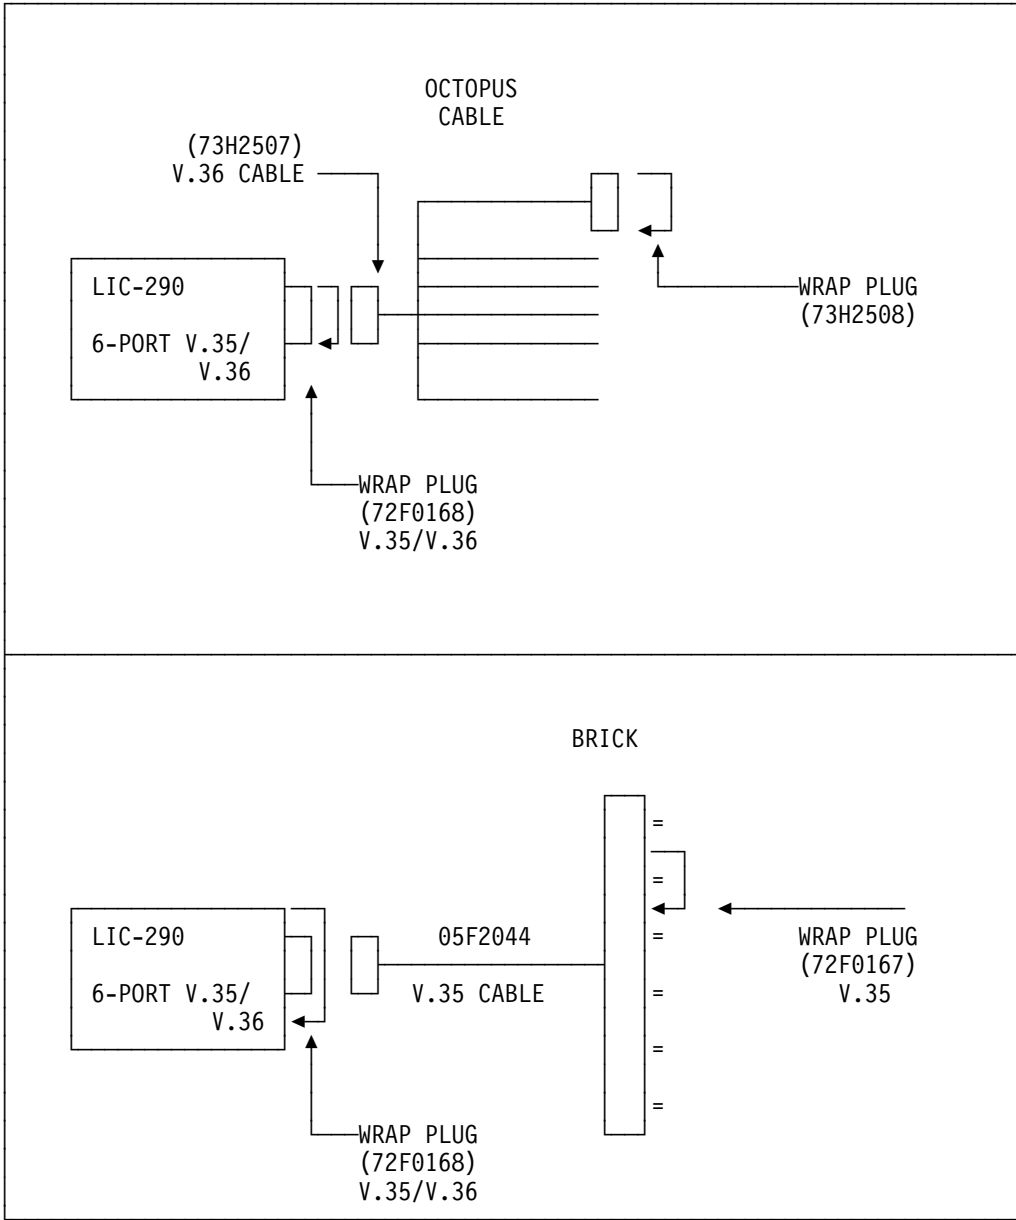 OCTOPUS
CABLE
(73H2507)
V.36 CABLE
LIC-290
6-PORT V.35/
V.36
WRAP PLUG
(73H2508)
WRAP PLUG
(72F0168)
V.35/V.36
BRICK
=
=
LIC-290
6-PORT V.35/
V.36
05F2044
V.35 CABLE
=
=
=
=
WRAP PLUG
(72F0167)
V.35
WRAP PLUG
(72F0168)
V.35/V.36